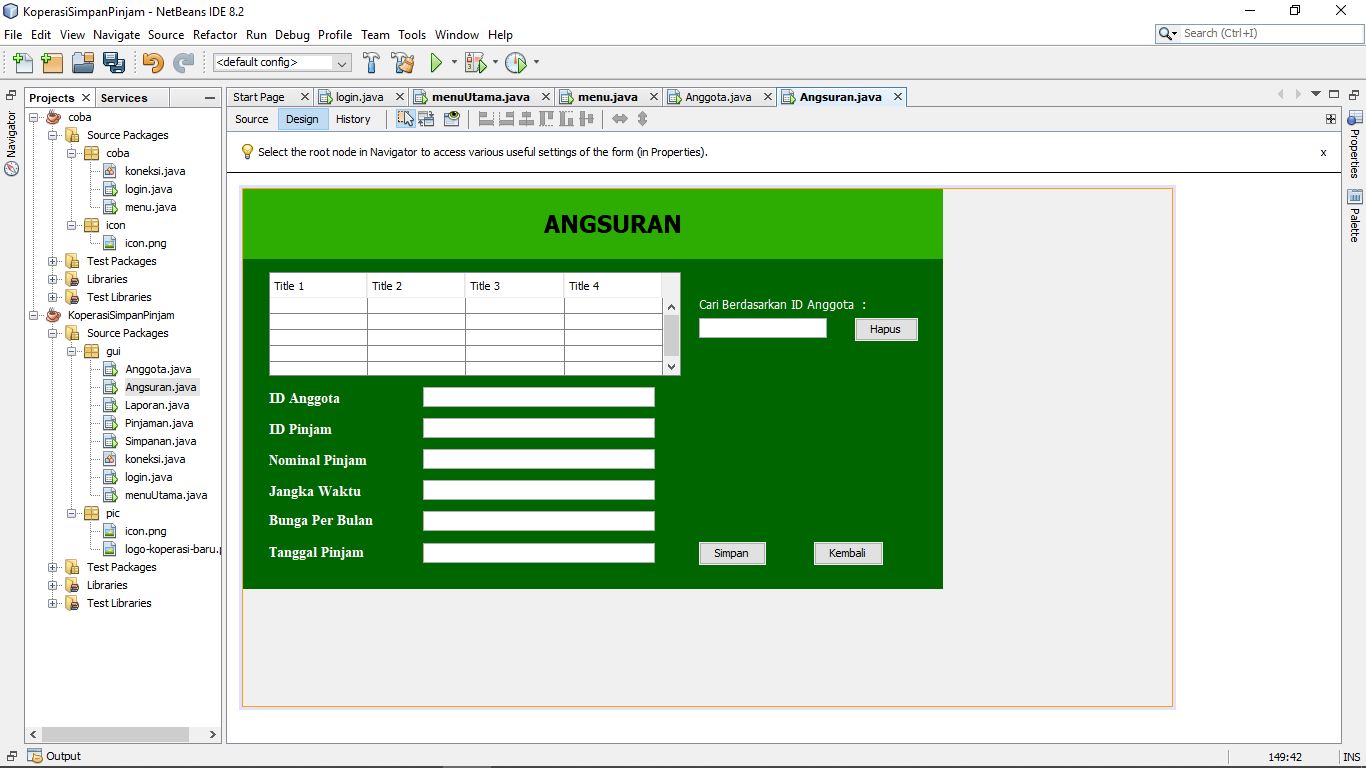 KoperasiSimpanPinjam - NetBeans IDE 8.2
File Edit View Navigate Source Refactor Run Debug Profile Team Tools Window Help
Search (Ctrl+I)
<default config>
Projects Services
Start Page login.java menuUtama.java menu.java Anggota.java Angsuran.java
Navigator
coba
Source Packages
coba
koneksi.java
login.java
menu.java
icon
icon.png
Test Packages
Libraries
Test Libraries
KoperasiSimpanPinjam
Source Packages
gui
Anggota.java
Angsuran.java
Laporan.java
Pinjaman.java
Simpanan.java
koneksi.java
login.java
menuUtama.java
pic
icon.png
logo-koperasi-baru.p
Test Packages
Libraries
Test Libraries
Source Design History
Select the root node in Navigator to access various useful settings of the form (in Properties).
x
ANGSURAN
Title 1 Title 2 Title 3 Title 4
Cari Berdasarkan ID Anggota :
Hapus
ID Anggota
ID Pinjam
Nominal Pinjam
Jangka Waktu
Bunga Per Bulan
Tanggal Pinjam
Simpan Kembali
Properties
Palette
Output
149:42 INS